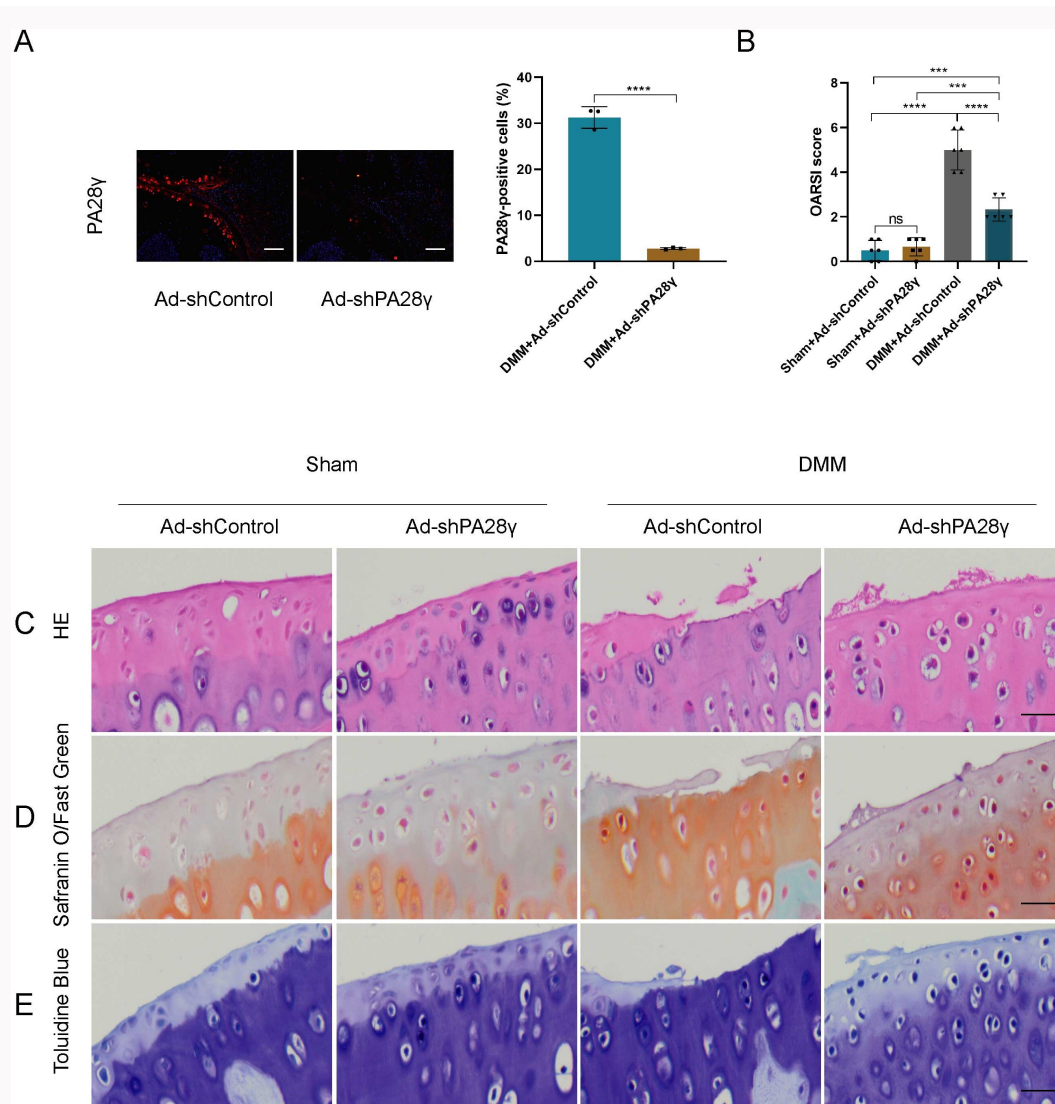 A
B
PA28γ
Ad-shControl
Ad-shPA28γ
PA28γ-positive cells (%)
40
30
20
10
0
****
DMM+Ad-shControl
DMM+Ad-shPA28γ
OARSI score
8
6
4
2
0
***
***
****
****
ns
Sham+Ad-shControl
Sham+Ad-shPA28γ
DMM+Ad-shControl
DMM+Ad-shPA28γ
Sham
DMM
Ad-shControl
Ad-shPA28γ
Ad-shControl
Ad-shPA28γ
C
HE
D
Safranin O/Fast Green
E
Toluidine Blue